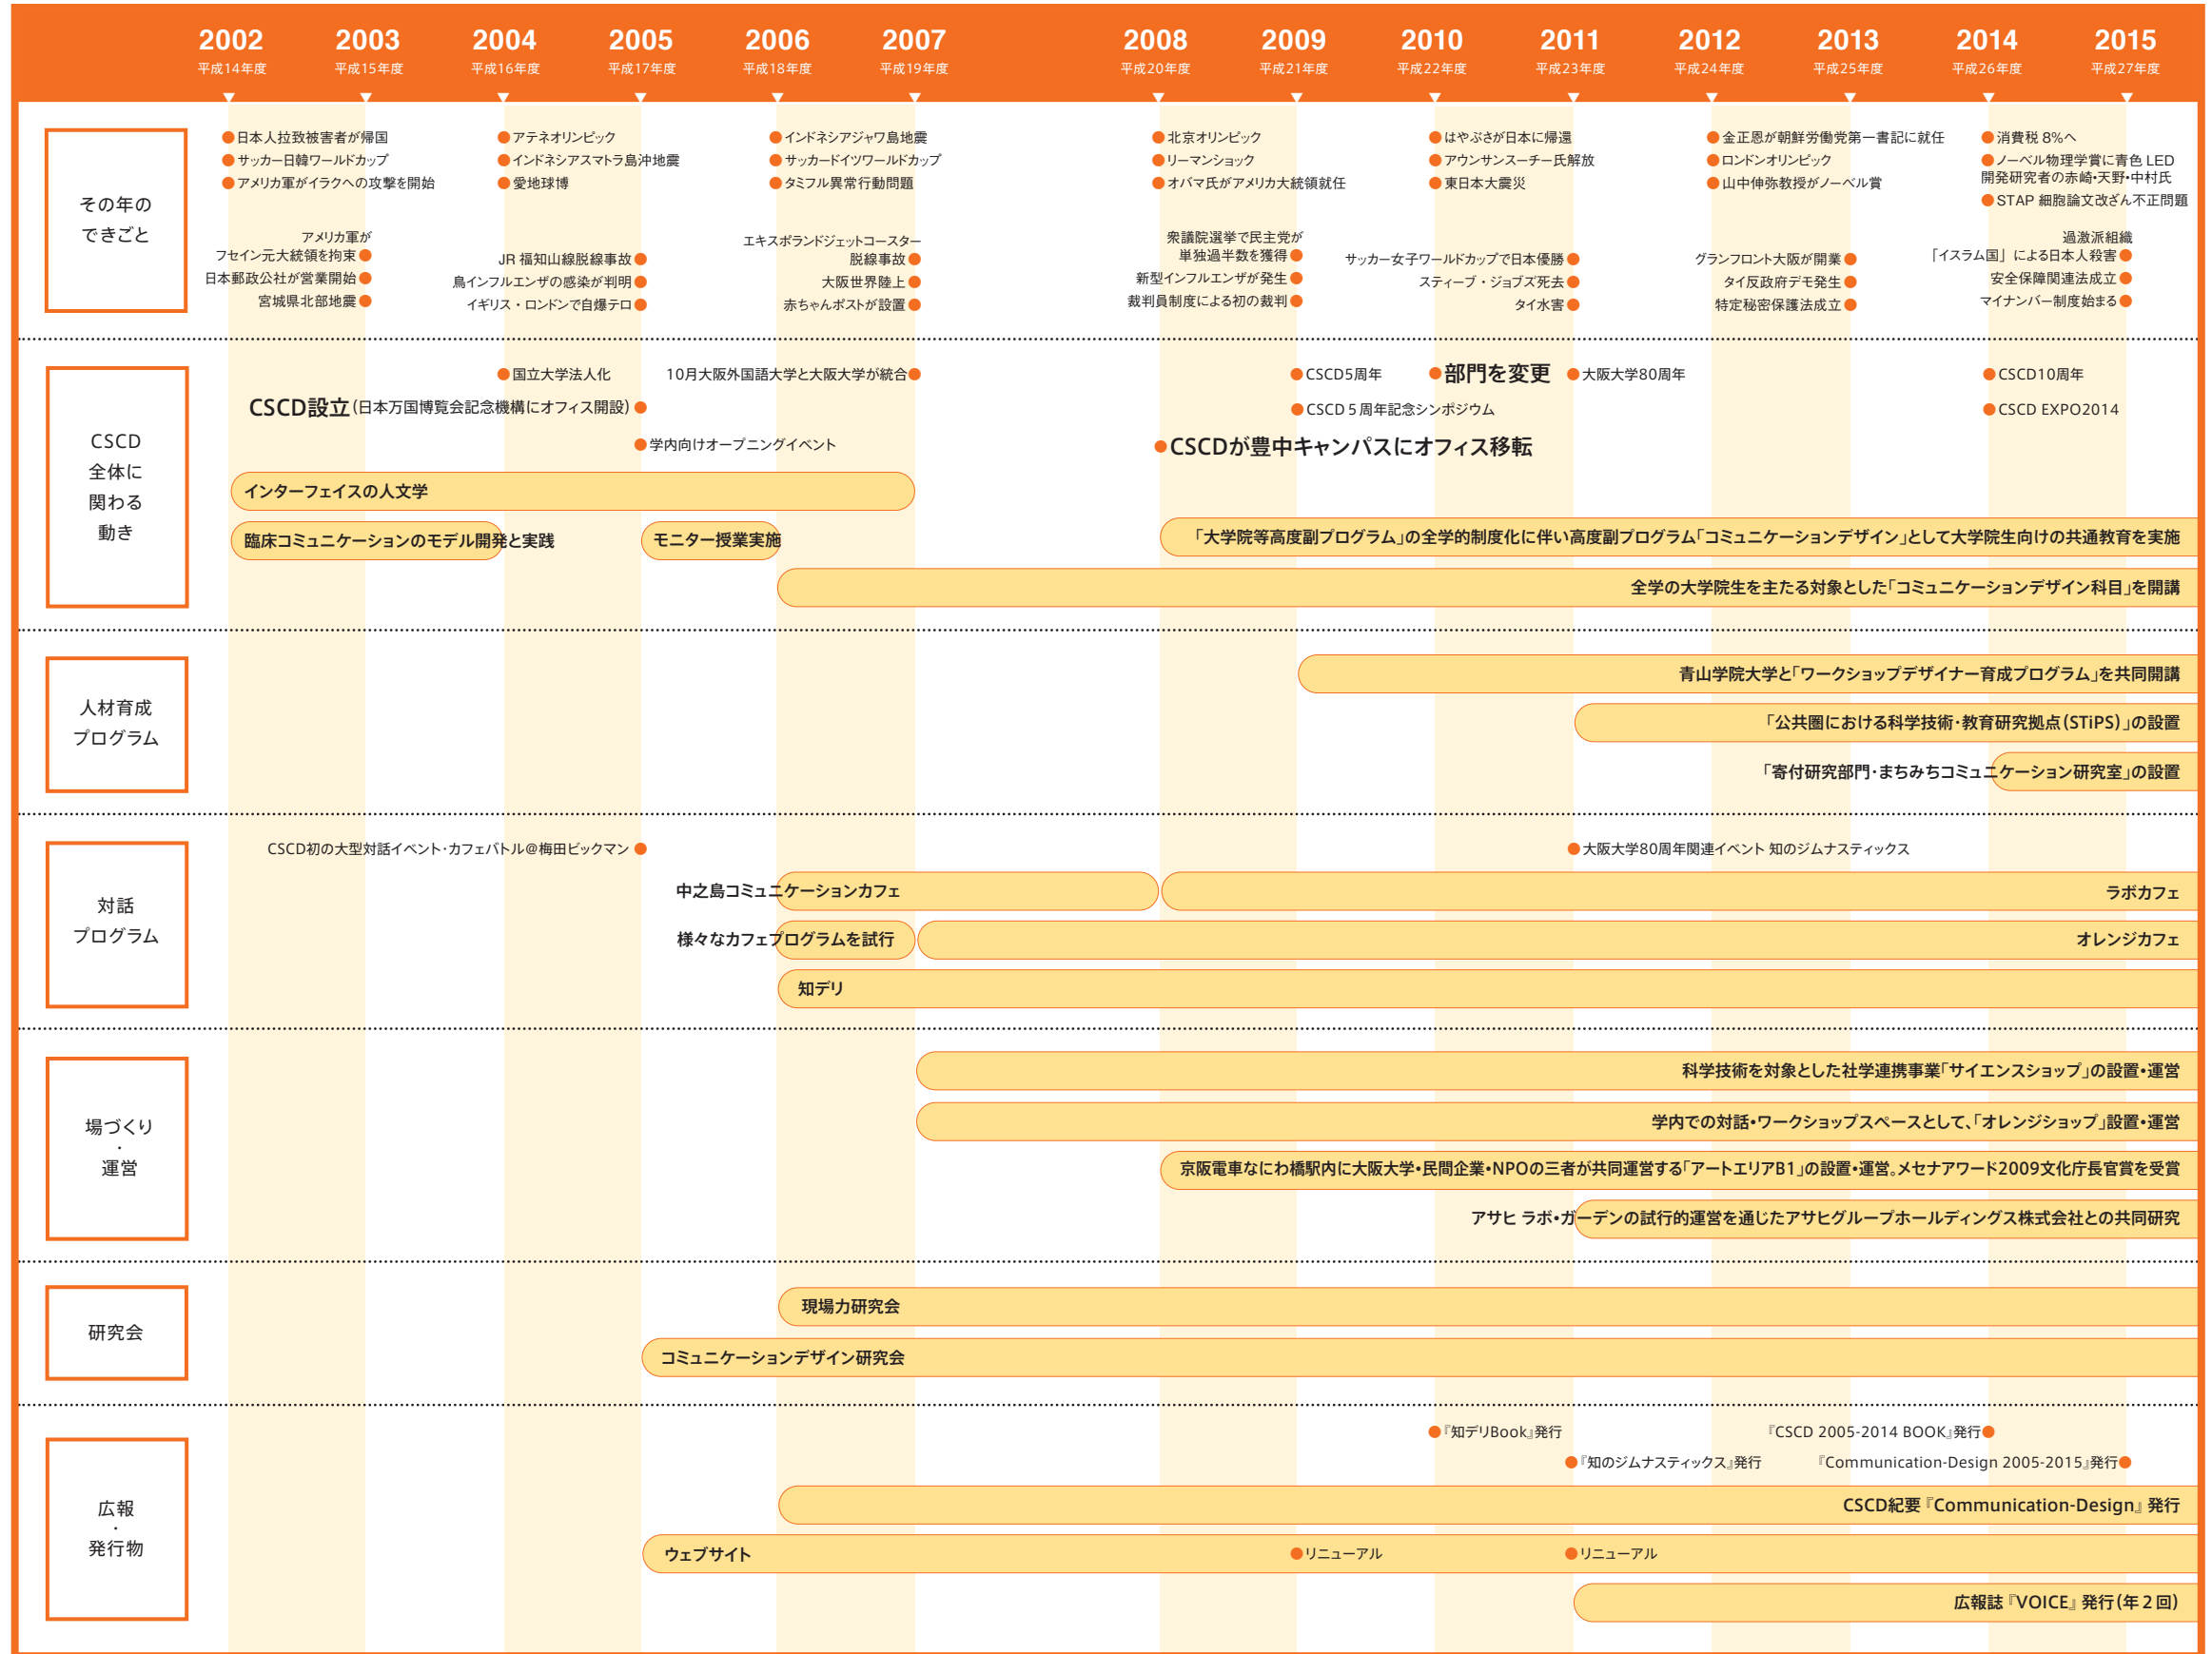 2002
平成14年度
2003
平成15年度
2004
平成16年度
2005
平成17年度
2006
平成18年度
2007
平成19年度
2008
平成20年度
2009
平成21年度
2010
平成22年度
2011
平成23年度
2012
平成24年度
2013
平成25年度
2014
平成26年度
2015
平成27年度
その年の
できごと
日本人拉致被害者が帰国
サッカー日韓ワールドカップ
アメリカ軍がイラクへの攻撃を開始
アメリカ軍が
フセイン元大統領を拘束
日本郵政公社が営業開始
宮城県北部地震
アテネオリンピック
インドネシアスマトラ島沖地震
愛地球博
JR 福知山線脱線事故
鳥インフルエンザの感染が判明
イギリス・ロンドンで自爆テロ
インドネシアジャワ島地震
サッカードイツワールドカップ
タミフル異常行動問題
エキスポランドジェットコースター
脱線事故
大阪世界陸上
赤ちゃんポストが設置
北京オリンピック
リーマンショック
オバマ氏がアメリカ大統領就任
衆議院選挙で民主党が
単独過半数を獲得
新型インフルエンザが発生
裁判員制度による初の裁判
はやぶさが日本に帰還
アウンサンスーチー氏解放
東日本大震災
サッカー女子ワールドカップで日本優勝
スティーブ・ジョブズ死去
タイ水害
金正恩が朝鮮労働党第一書記に就任
ロンドンオリンピック
山中伸弥教授がノーベル賞
グランフロント大阪が開業
タイ反政府デモ発生
特定秘密保護法成立
消費税 8%へ
ノーベル物理学賞に青色 LED
開発研究者の赤崎・天野・中村氏
STAP 細胞論文改ざん不正問題
過激派組織
「イスラム国」による日本人殺害
安全保障関連法成立
マイナンバー制度始まる
CSCD
全体に
関わる
動き
国立大学法人化
10月大阪外国語大学と大阪大学が統合
CSCD5周年
部門を変更
大阪大学80周年
CSCD10周年
CSCD設立(日本万国博覧会記念機構にオフィス開設)
CSCD５周年記念シンポジウム
CSCD EXPO2014
学内向けオープニングイベント
CSCDが豊中キャンパスにオフィス移転
インターフェイスの人文学
臨床コミュニケーションのモデル開発と実践
モニター授業実施
「大学院等高度副プログラム」の全学的制度化に伴い高度副プログラム「コミュニケーションデザイン」として大学院生向けの共通教育を実施
全学の大学院生を主たる対象とした「コミュニケーションデザイン科目」を開講
人材育成
プログラム
青山学院大学と「ワークショップデザイナー育成プログラム」を共同開講
「公共圏における科学技術・教育研究拠点(STiPS)」の設置
「寄付研究部門・まちみちコミュニケーション研究室」の設置
対話
プログラム
CSCD初の大型対話イベント・カフェバトル＠梅田ビックマン
大阪大学80周年関連イベント 知のジムナスティックス
中之島コミュニケーションカフェ
ラボカフェ
様々なカフェプログラムを試行
オレンジカフェ
知デリ
場づくり
・
運営
科学技術を対象とした社学連携事業「サイエンスショップ」の設置・運営
学内での対話・ワークショップスペースとして、「オレンジショップ」設置・運営
京阪電車なにわ橋駅内に大阪大学・民間企業・NPOの三者が共同運営する「アートエリアB1」の設置・運営。メセナアワード2009文化庁長官賞を受賞
アサヒ ラボ・ガーデンの試行的運営を通じたアサヒグループホールディングス株式会社との共同研究
研究会
現場力研究会
コミュニケーションデザイン研究会
広報
・
発行物
『知デリBook』発行
『CSCD 2005-2014 BOOK』発行
『知のジムナスティックス』発行
『Communication-Design 2005-2015』発行
CSCD紀要『Communication-Design』発行
ウェブサイト
リニューアル
リニューアル
広報誌『VOICE』発行(年２回)